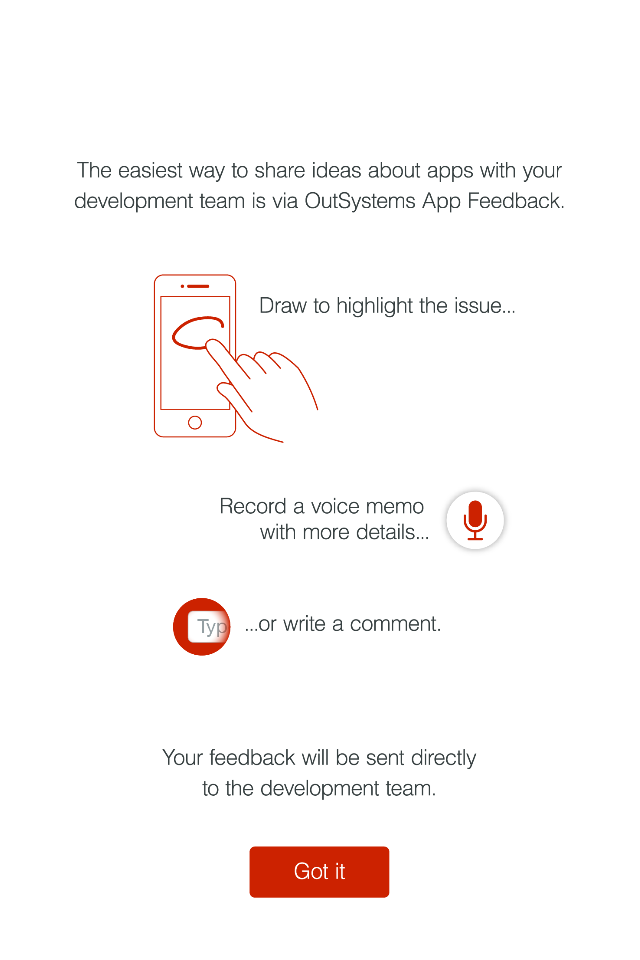 The easiest way to share ideas about apps with your
development team is via OutSystems App Feedback.
Draw to highlight the issue...
Record a voice memo
with more details...
Typ
...or write a comment.
Your feedback will be sent directly
to the development team.
Got it